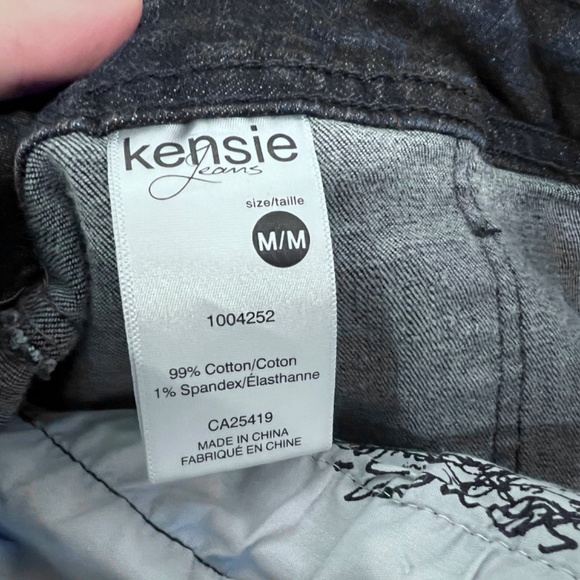 kensie
Jeans
size/taille
M/M
1004252
99% Cotton/Coton
1% Spandex/Élasthanne
CA25419
MADE IN CHINA
FABRIQUÉ EN CHINE